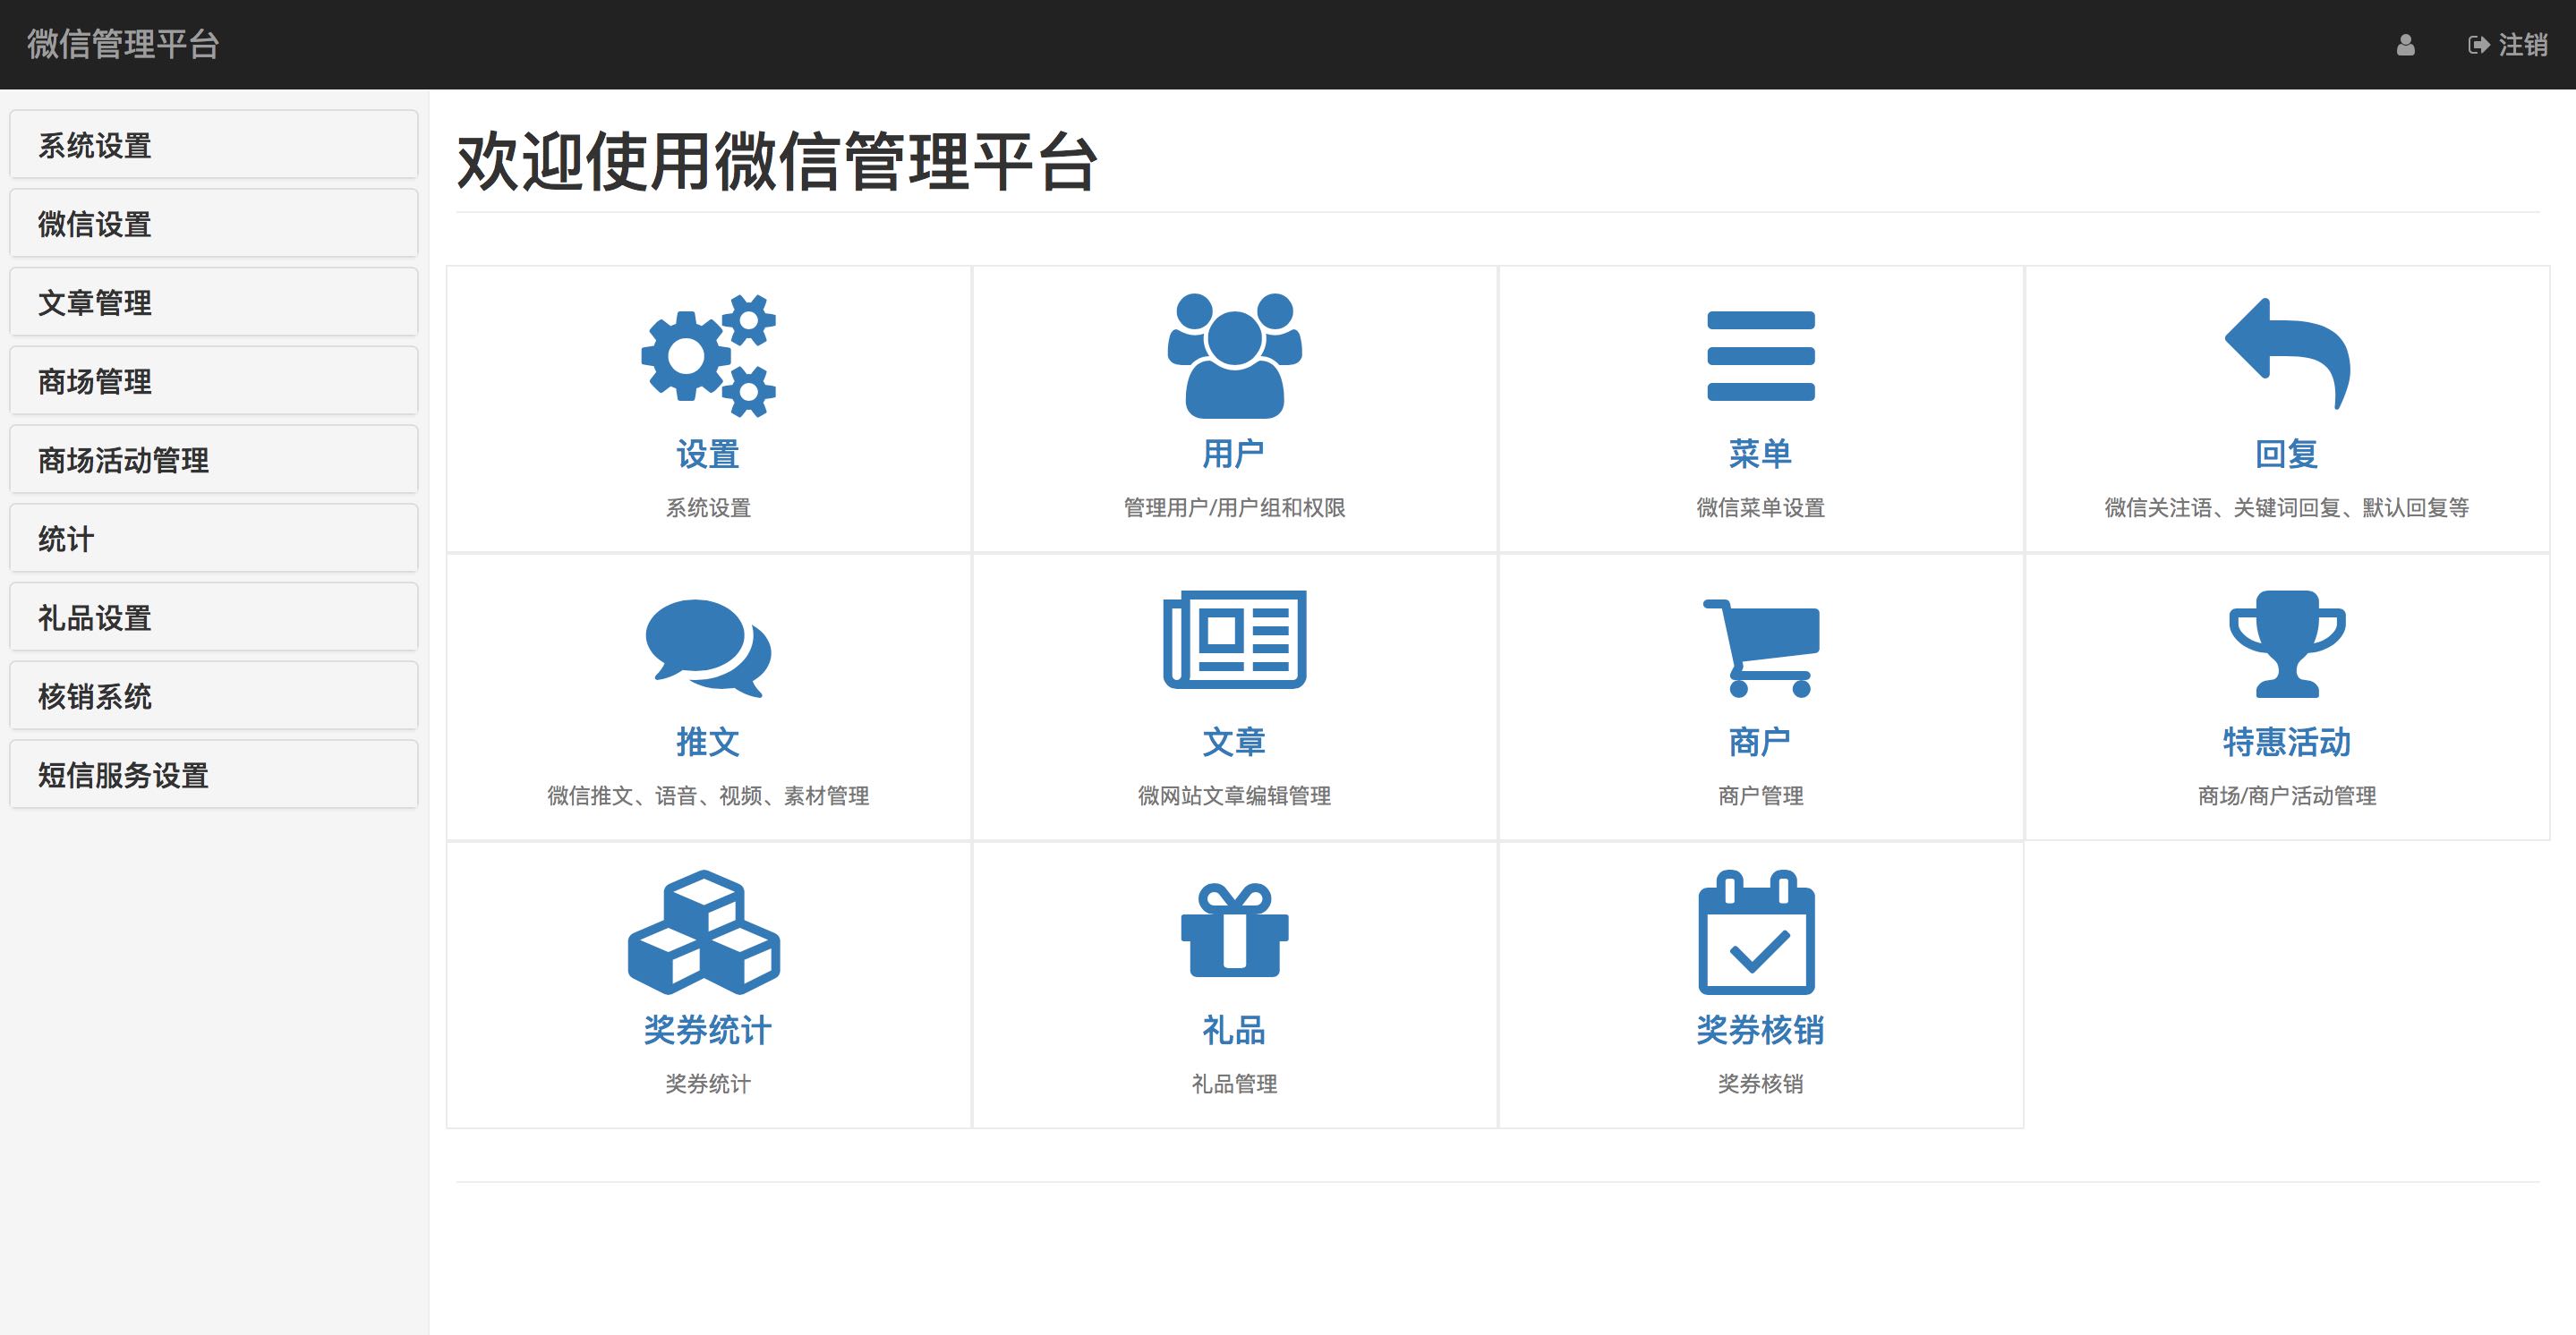 微信管理平台
注销
系统设置
微信设置
文章管理
商场管理
商场活动管理
统计
礼品设置
核销系统
短信服务设置
欢迎使用微信管理平台
设置
系统设置
用户
管理用户/用户组和权限
菜单
微信菜单设置
回复
微信关注语、关键词回复、默认回复等
推文
微信推文、语音、视频、素材管理
文章
微网站文章编辑管理
商户
商户管理
特惠活动
商场/商户活动管理
奖券统计
奖券统计
礼品
礼品管理
奖券核销
奖券核销